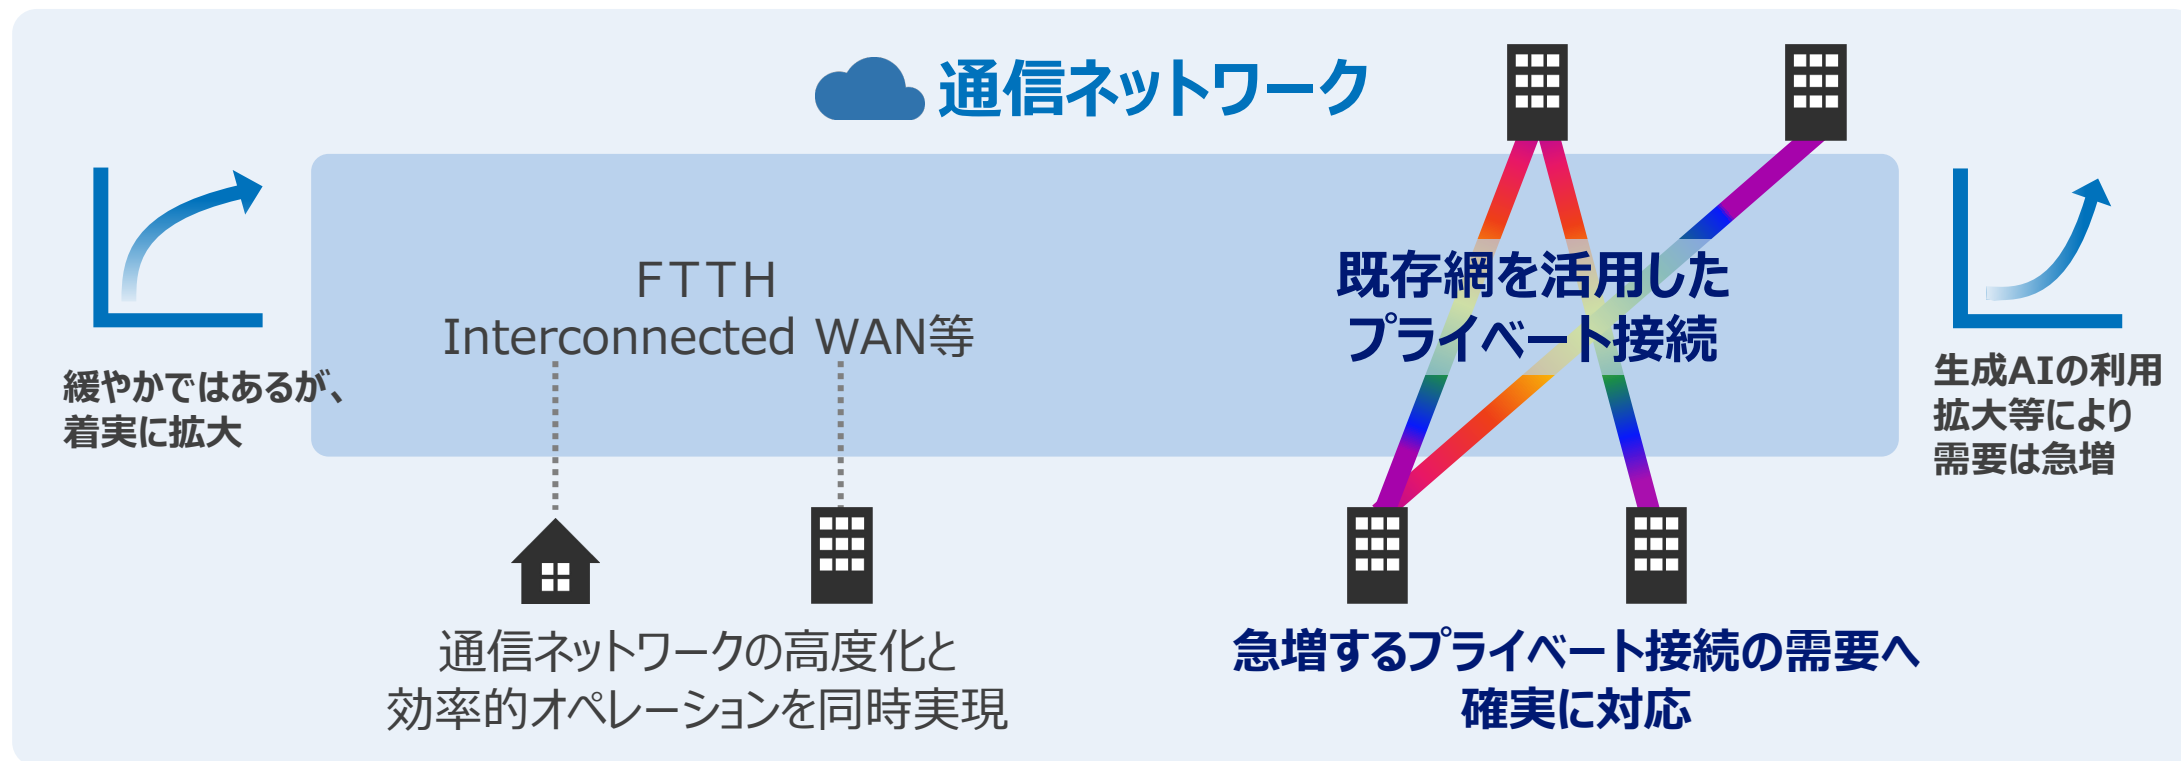 通信ネットワーク
緩やかではあるが、
着実に拡大
ＦＴＴＨ
Interconnected WAN等
既存網を活用した
プライベート接続
生成AIの利用
拡大等により
需要は急増
通信ネットワークの高度化と
効率的オペレーションを同時実現
急増するプライベート接続の需要へ
確実に対応